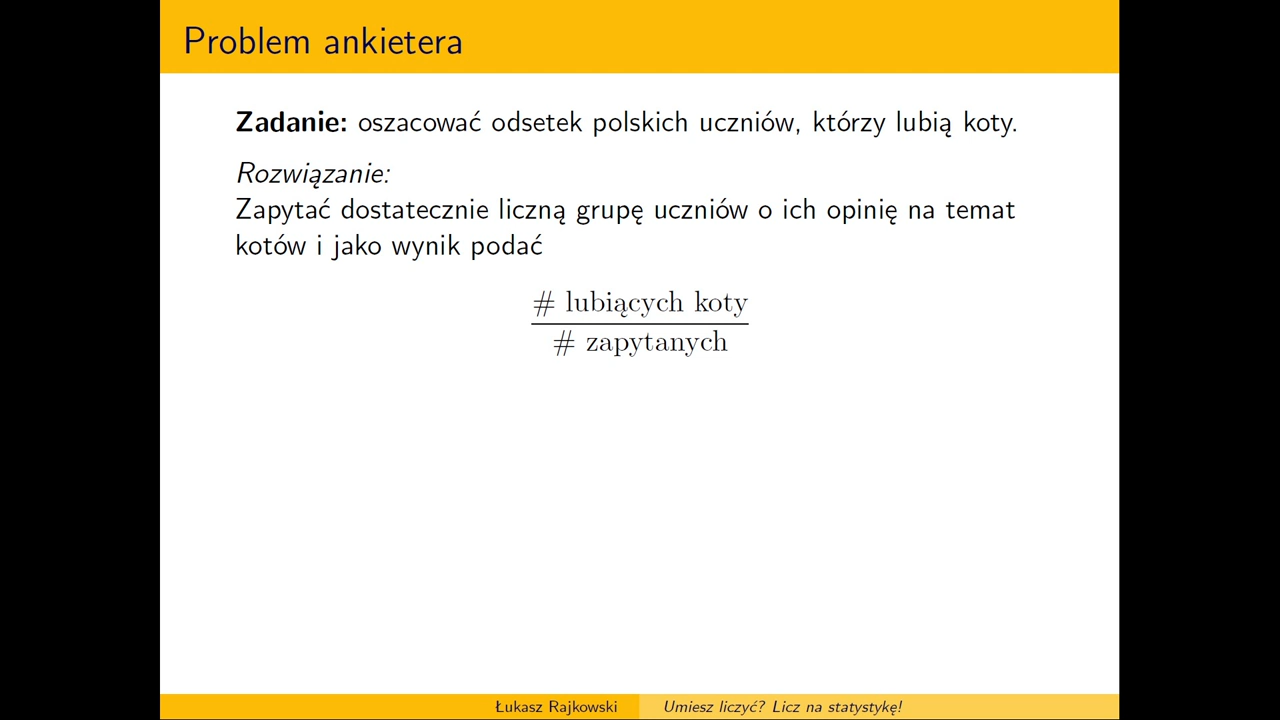 Problem ankietera
Zadanie: oszacować odsetek polskich uczniów, którzy lubią koty.
Rozwiązanie:
Zapytać dostatecznie liczną grupę uczniów o ich opinię na temat
kotów i jako wynik podać
# lubiących koty
# zapytanych
Łukasz Rajkowski
Umiesz liczyć? Licz na statystykę!